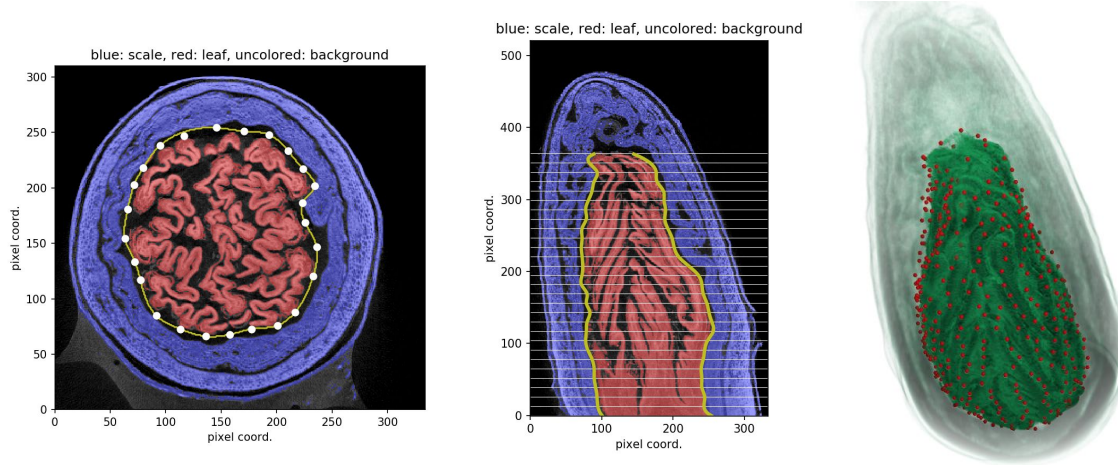 blue: scale, red: leaf, uncolored: background
300
250
200
150
100
50
0
pixel coord.
0 50 100 150 200 250 300
pixel coord.
blue: scale, red: leaf, uncolored: background
500
400
300
200
100
0
pixel coord.
0 100 200 300
pixel coord.